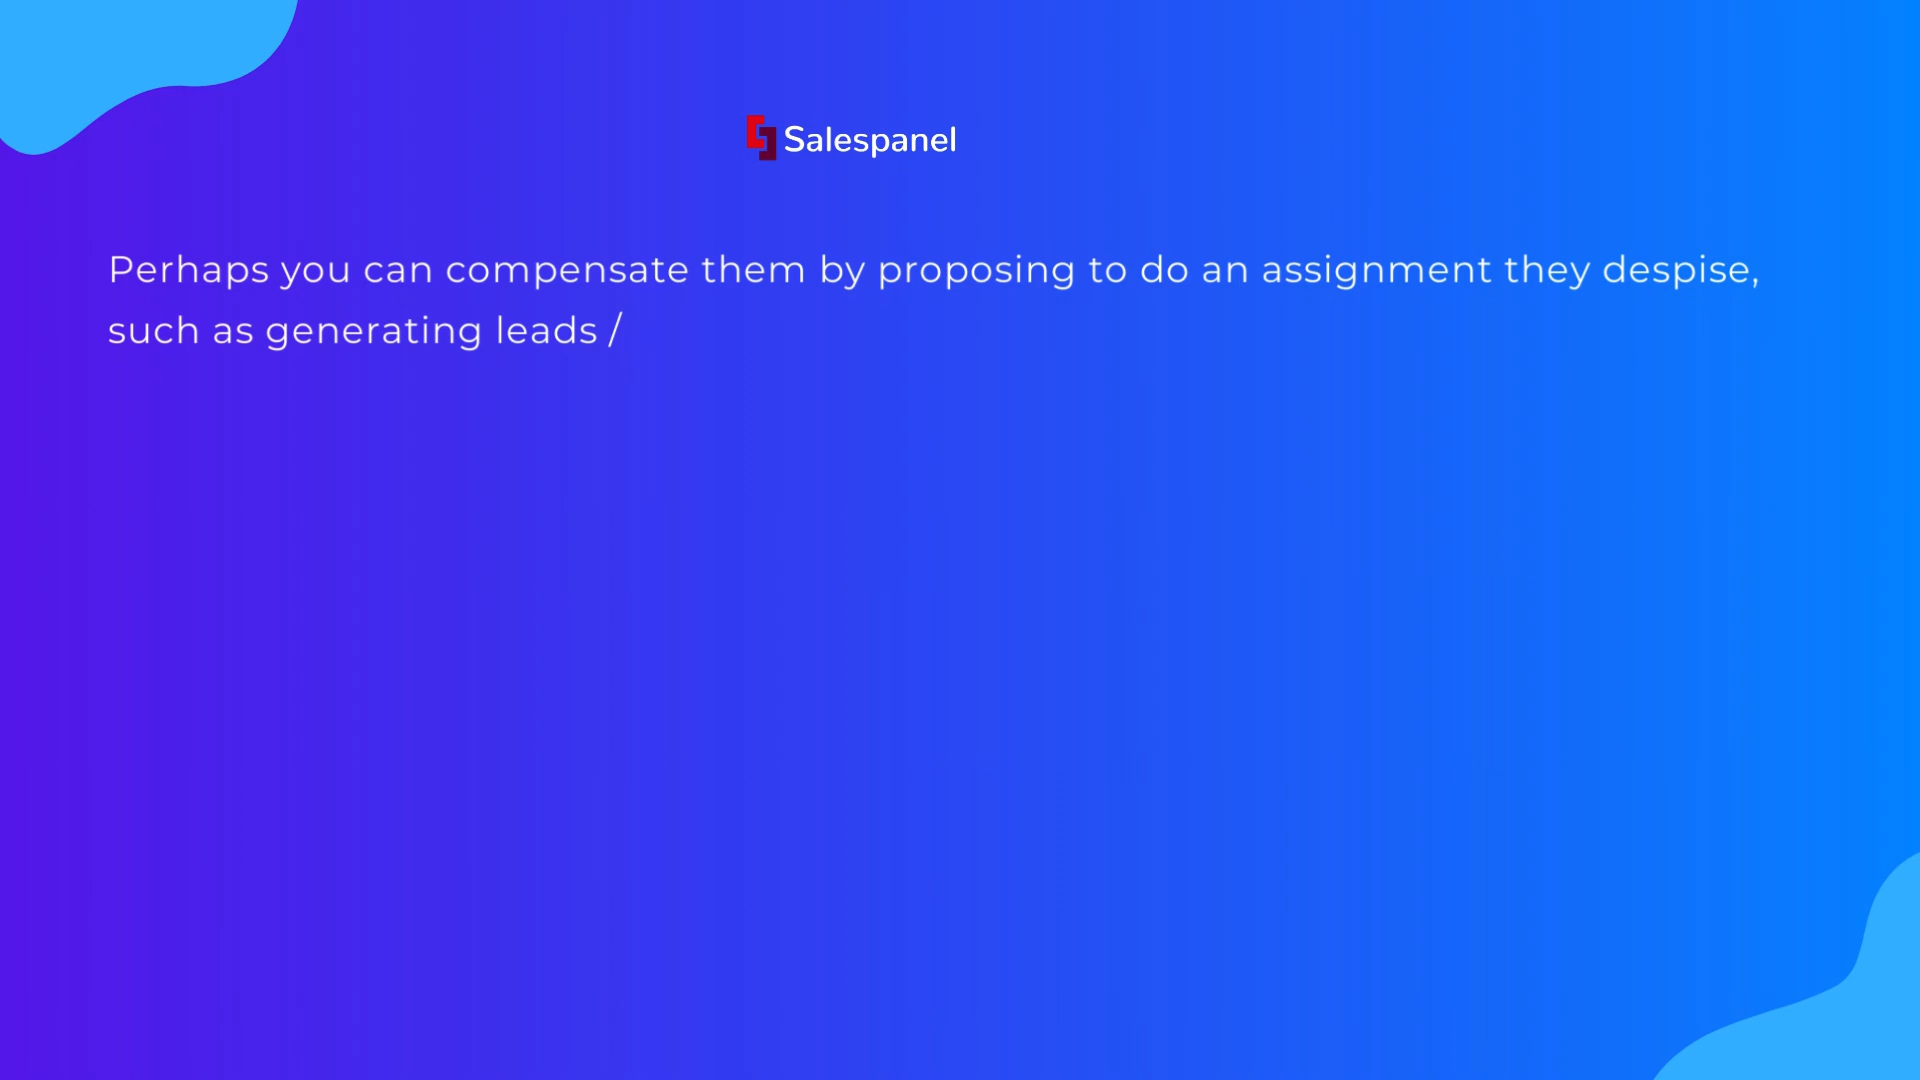 Salespanel
Perhaps you can compensate them by proposing to do an assignment they despise,
such as generating leads /